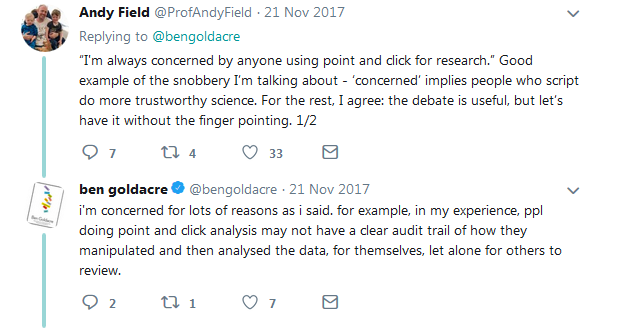 Andy Field @ProfAndyField · 21 Nov 2017
Replying to @bengoldacre
“I’m always concerned by anyone using point and click for research.” Good
example of the snobbery I’m talking about - ‘concerned’ implies people who script
do more trustworthy science. For the rest, I agree: the debate is useful, but let’s
have it without the finger pointing. 1/2
7 4 33
ben goldacre @bengoldacre · 21 Nov 2017
i'm concerned for lots of reasons as i said. for example, in my experience, ppl
doing point and click analysis may not have a clear audit trail of how they
manipulated and then analysed the data, for themselves, let alone for others to
review.
2 1 7